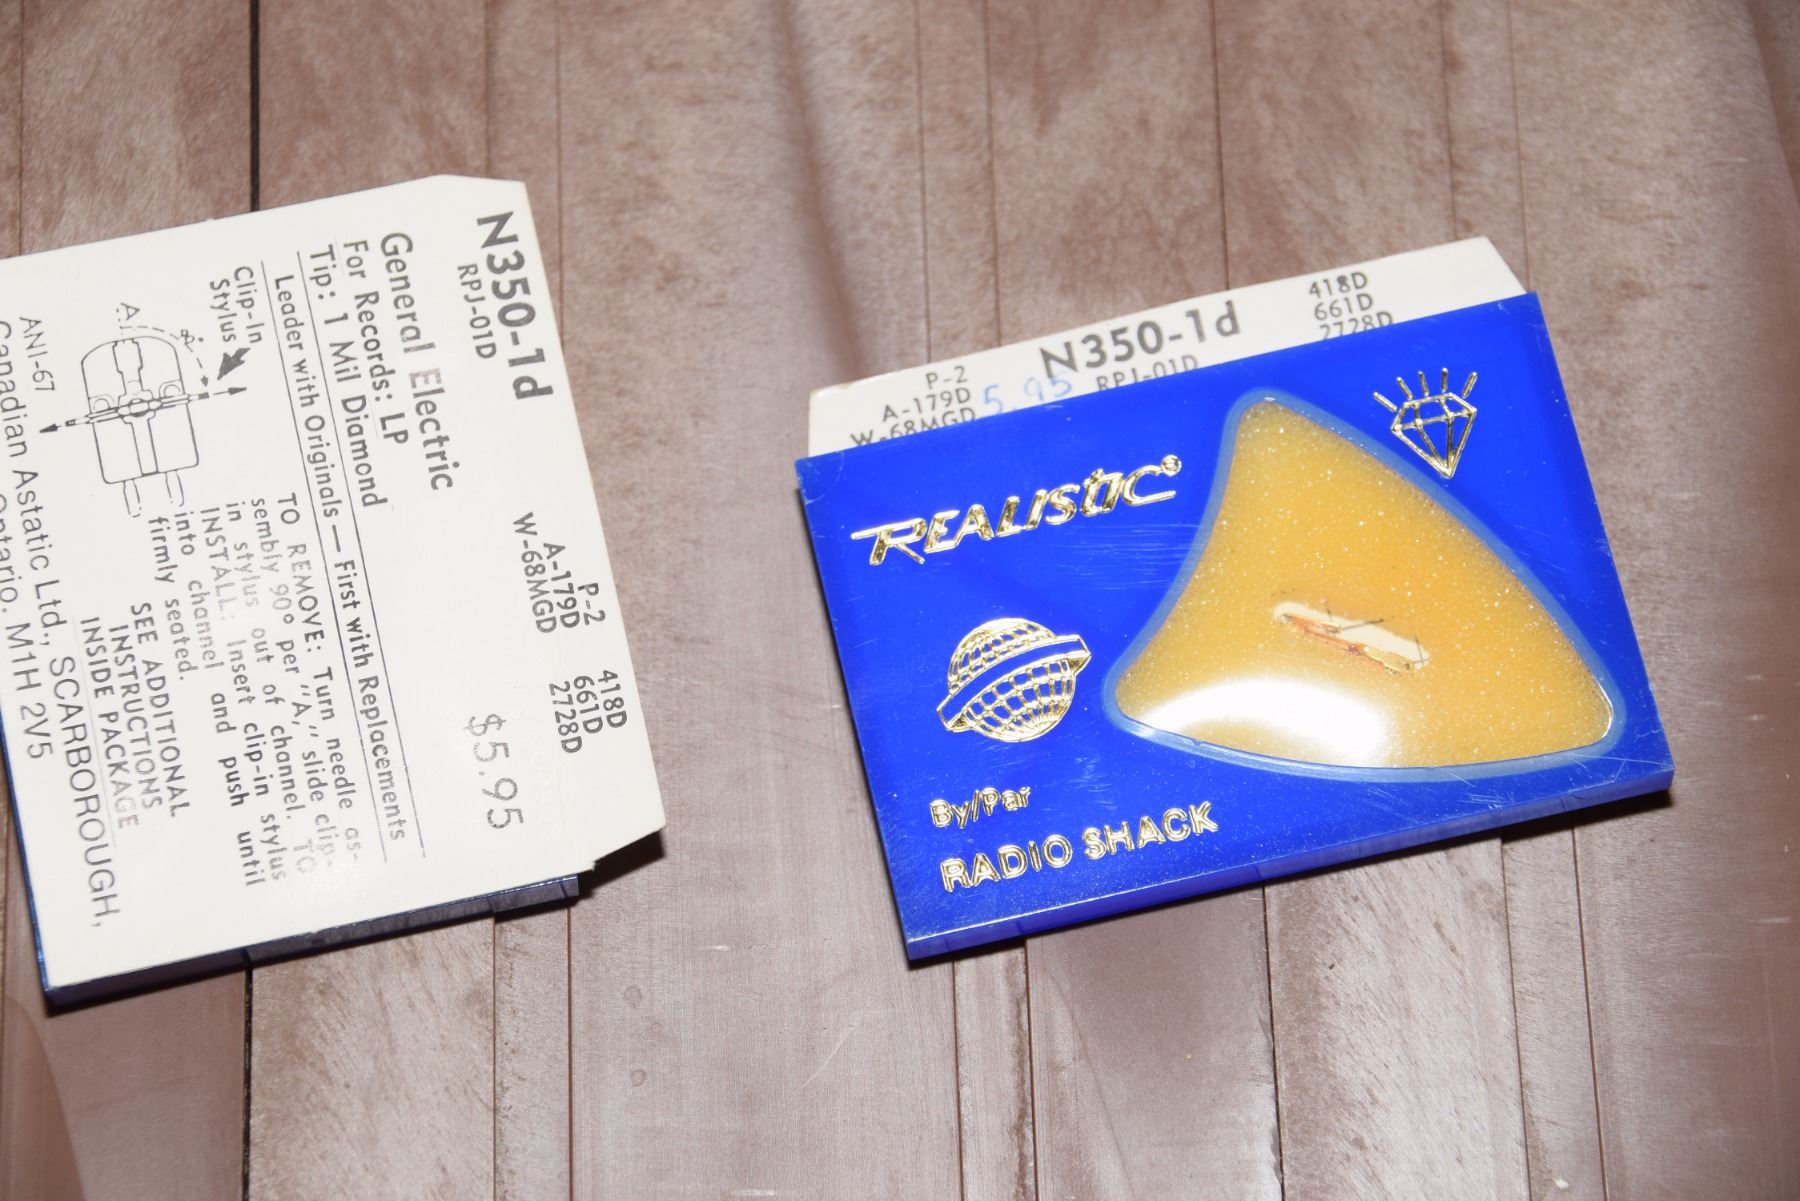 N350-1d
RPJ-01D
P-2
A-179D
W-68MGD
418D
661D
2728D
$5.95
General Electric
For Records: LP
Tip: 1 Mil Diamond
Leader with Originals — First with Replacements
Clip-In
Stylus
A
TO REMOVE: Turn needle as-
sembly 90° per "A," slide clip-
in stylus out of channel. TO
INSTALL: Insert clip-in stylus
into channel and push until
firmly seated.
SEE ADDITIONAL
INSTRUCTIONS
INSIDE PACKAGE
ANI-67
Canadian Astatic Ltd., SCARBOROUGH,
Ontario. M1H 2V5
418D
661D
2728D
N350-1d
RPJ-01D
P-2
A-179D
W-68MGD
5.95
REALISTIC®
By/Par
RADIO SHACK